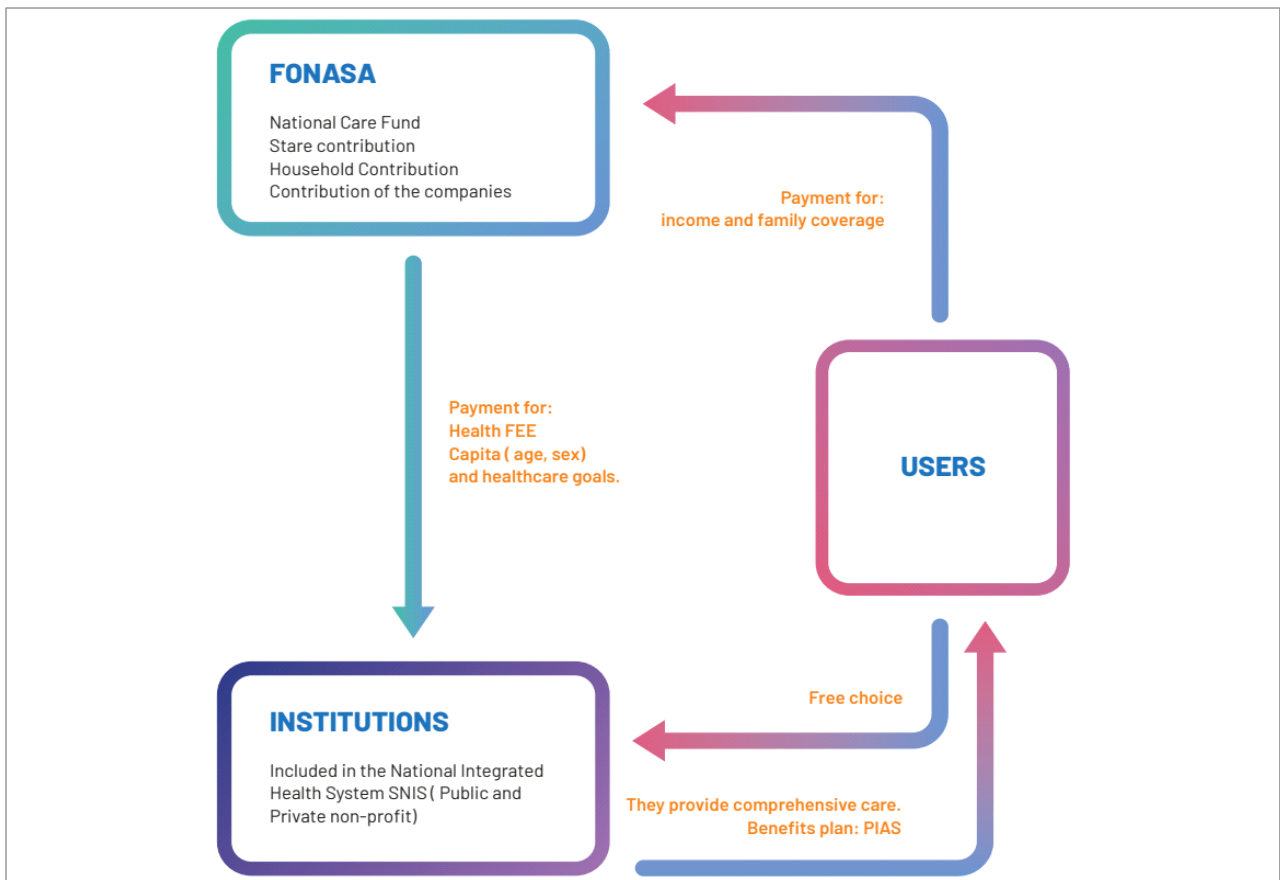 FONASA
National Care Fund
Stare contribution
Household Contribution
Contribution of the companies
Payment for:
income and family coverage
Payment for:
Health FEE
Capita ( age, sex)
and healthcare goals.
USERS
INSTITUTIONS
Included in the National Integrated
Health System SNIS ( Public and
Private non-profit)
Free choice
They provide comprehensive care.
Benefits plan: PIAS